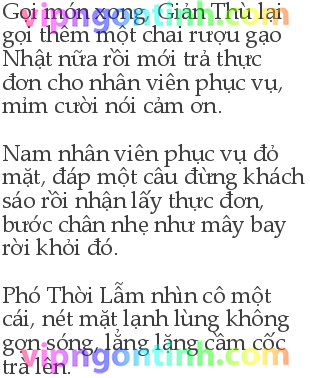 vipngontinh.com
Gọi món xong, Giản Thù lại
gọi thêm một chai rượu gạo
Nhật nữa rồi mới trả thực
đơn cho nhân viên phục vụ,
mỉm cười nói cảm ơn.

Nam nhân viên phục vụ đỏ
mặt, đáp một câu đừng khách
sáo rồi nhận lấy thực đơn,
bước chân nhẹ như mây bay
rời khỏi đó.

Phó Thời Lẫm nhìn cô một
cái, nét mặt lạnh lùng không
gợn sóng, lẳng lặng cầm cốc
trà lên.
vipngontinh.com